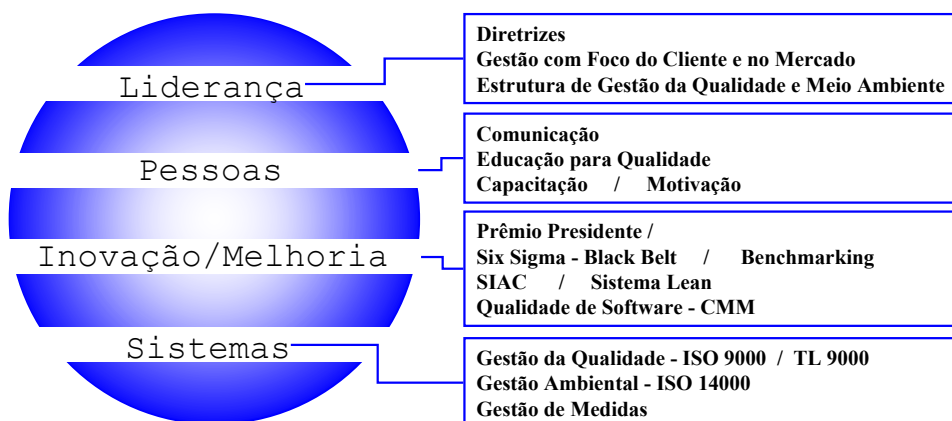 Liderança
Diretrizes
Gestão com Foco do Cliente e no Mercado
Estrutura de Gestão da Qualidade e Meio Ambiente
Pessoas
Comunicação
Educação para Qualidade
Capacitação / Motivação
Inovação/Melhoria
Prêmio Presidente /
Six Sigma - Black Belt / Benchmarking
SIAC / Sistema Lean
Qualidade de Software - CMM
Sistemas
Gestão da Qualidade - ISO 9000 / TL 9000
Gestão Ambiental - ISO 14000
Gestão de Medidas